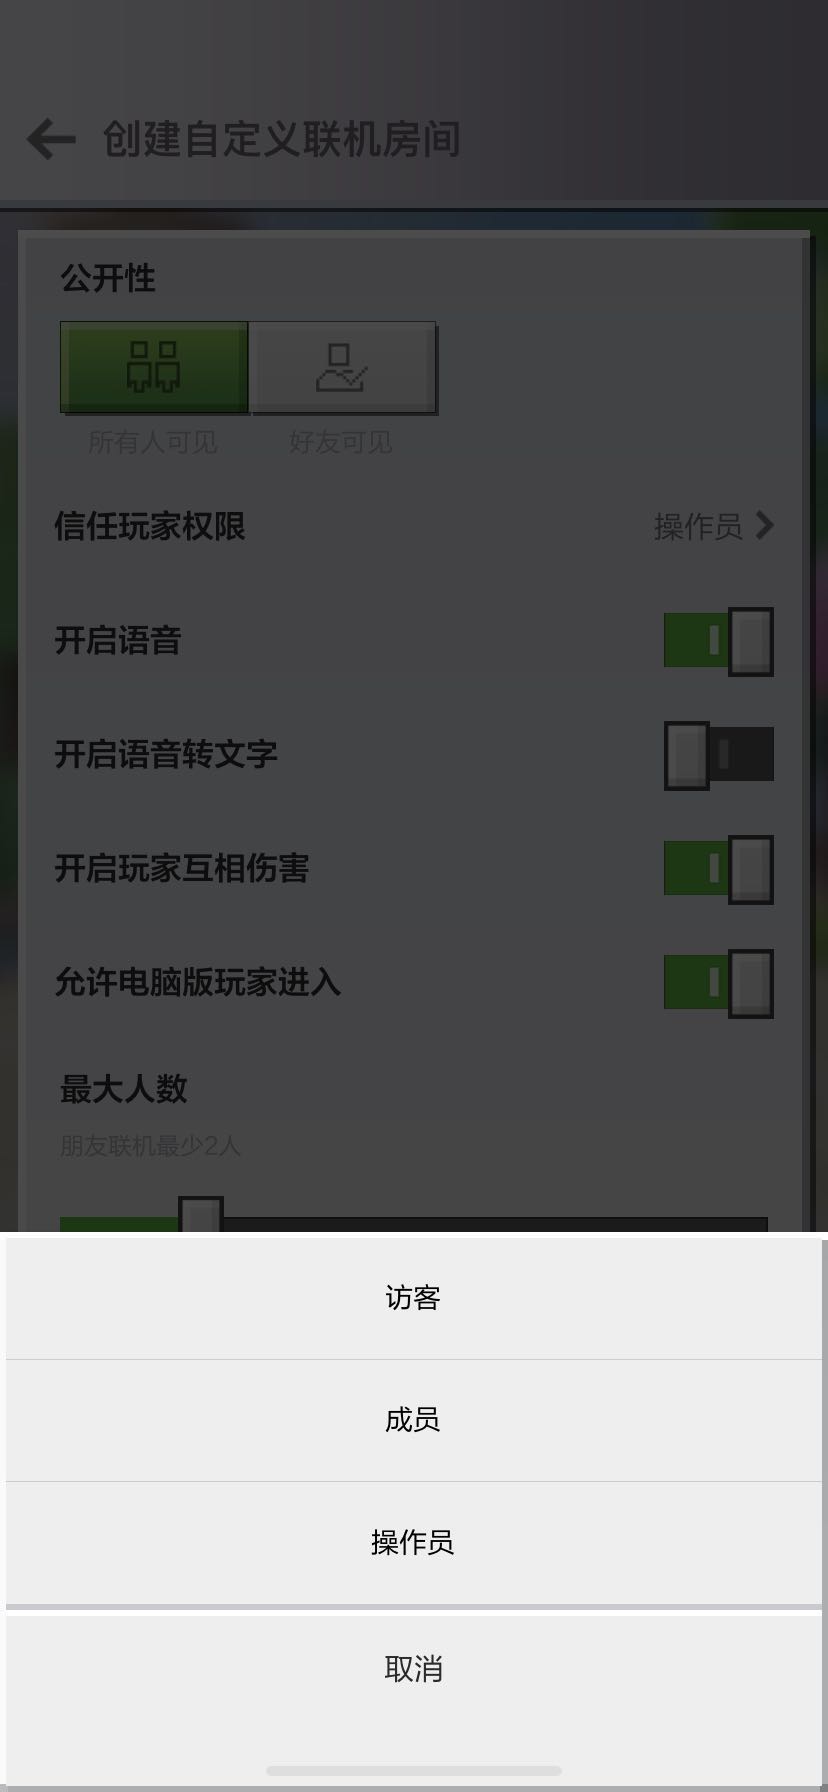 创建自定义联机房间
公开性
所有人可见
好友可见
信任玩家权限
操作员
开启语音
开启语音转文字
开启玩家互相伤害
允许电脑版玩家进入
最大人数
朋友联机最少2人
访客
成员
操作员
取消